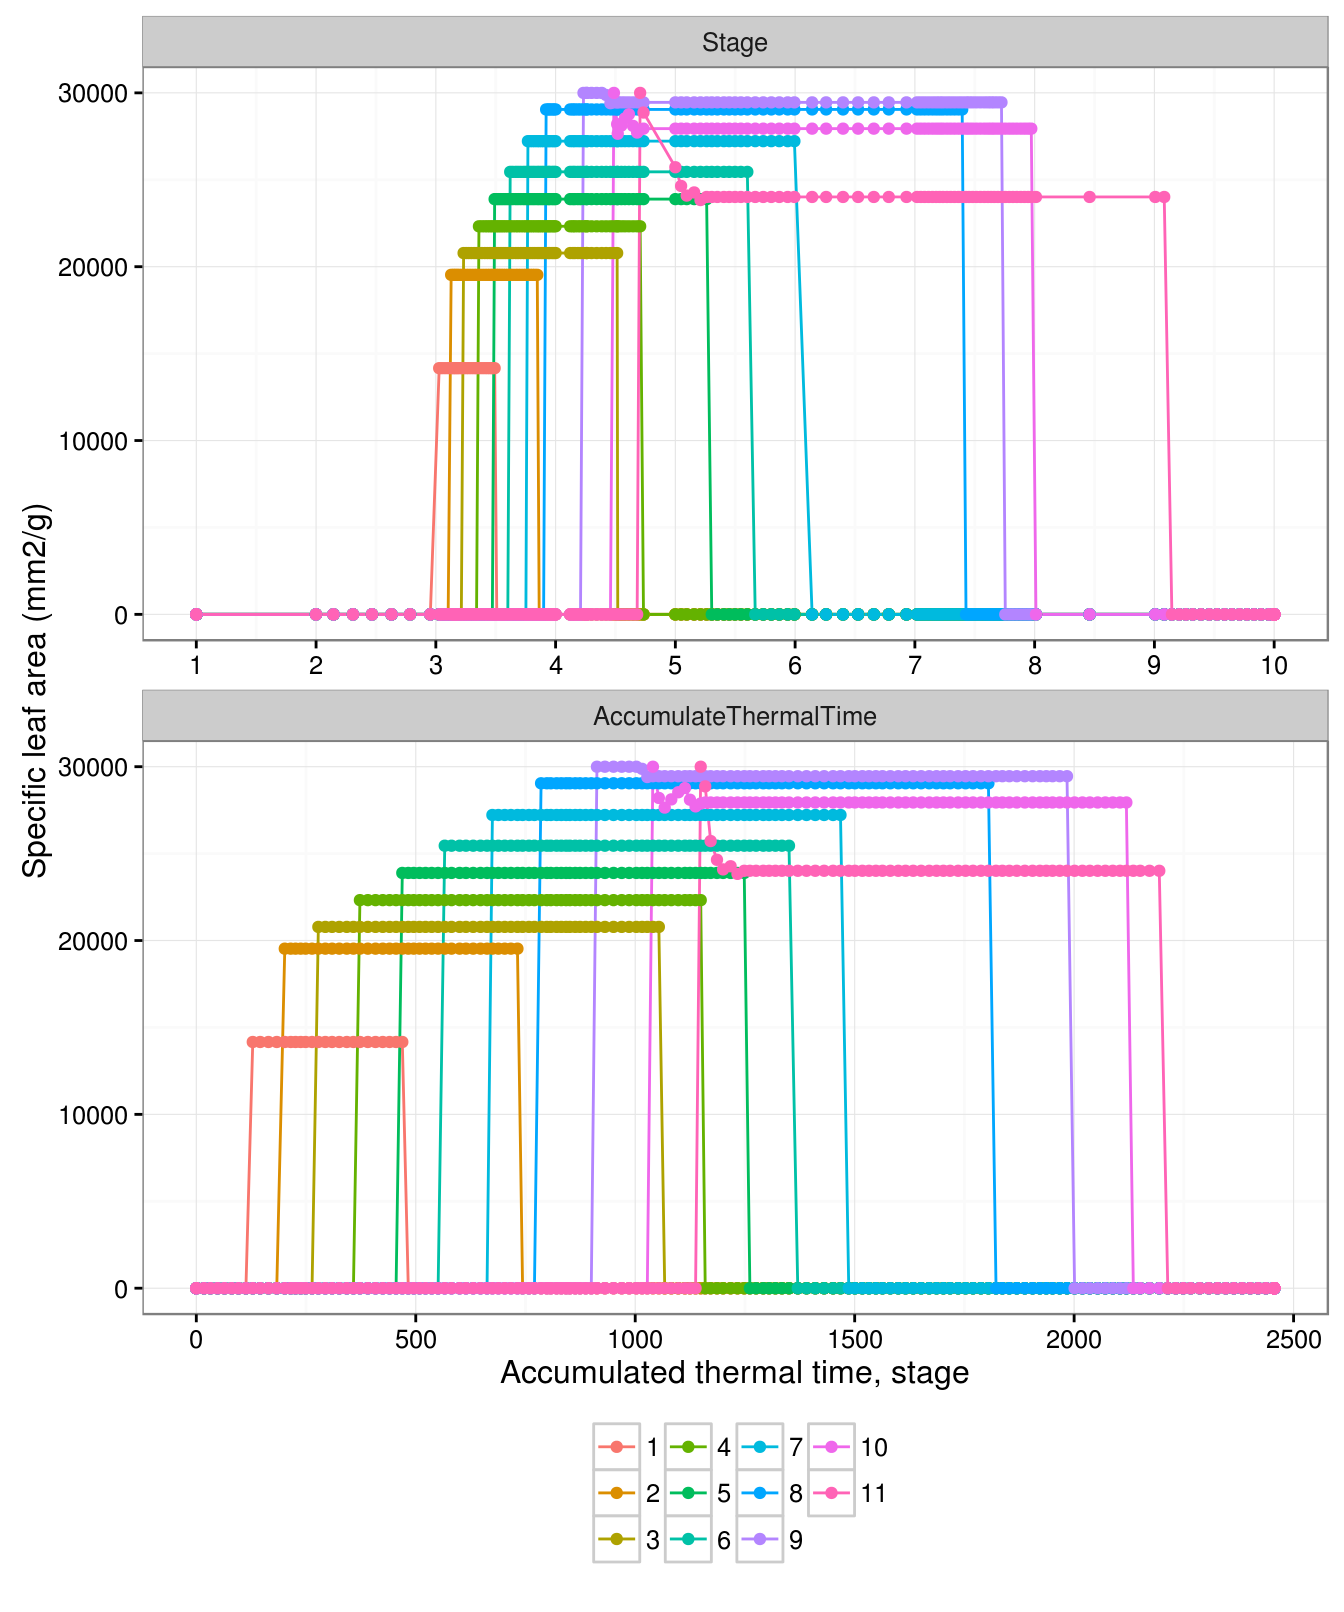 Stage
30000
20000
10000
0
1 2 3 4 5 6 7 8 9 10
AccumulateThermalTime
30000
20000
10000
0
0 500 1000 1500 2000 2500
Specific leaf area (mm2/g)
Accumulated thermal time, stage
1 4 7 10
2 5 8 11
3 6 9